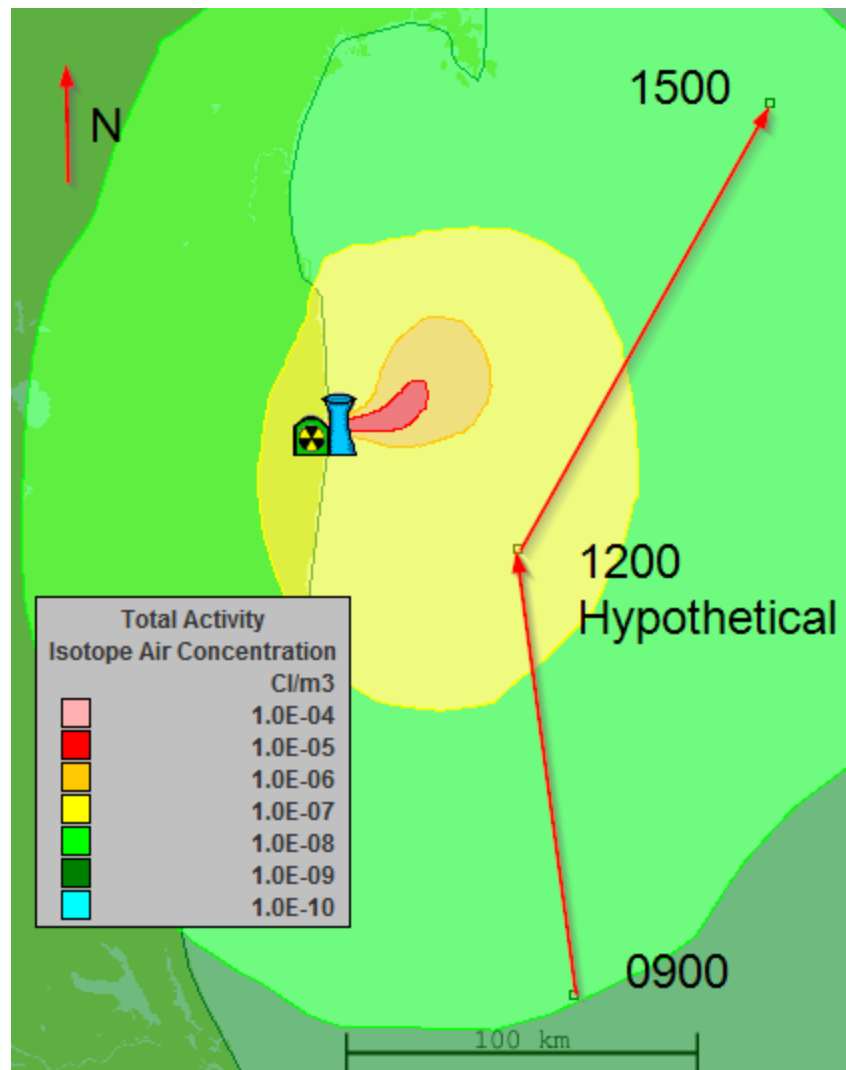 1500
N
1200
Hypothetical
Total Activity
Isotope Air Concentration
CI/m3
1.0E-04
1.0E-05
1.0E-06
1.0E-07
1.0E-08
1.0E-09
1.0E-10
0900
100 km